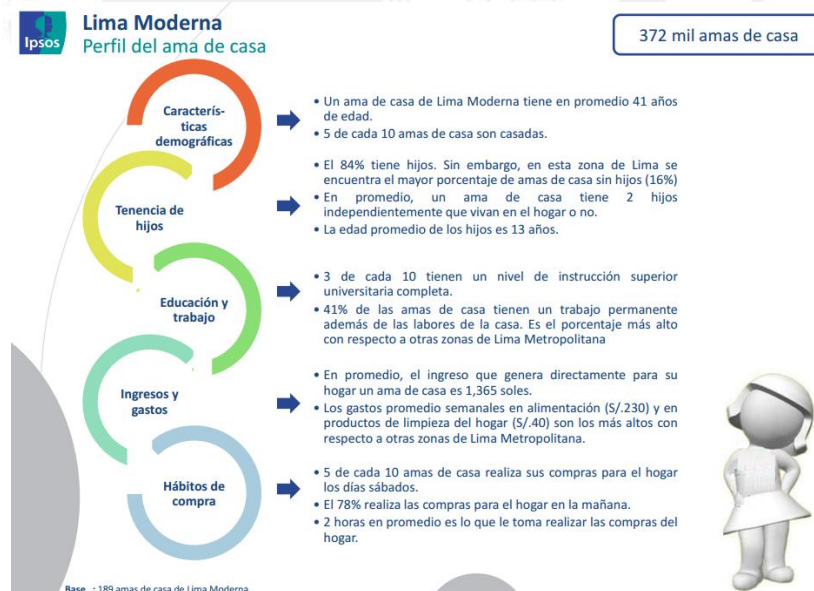 Ipsos
Lima Moderna
Perfil del ama de casa
372 mil amas de casa
Caracterís-
ticas
demográficas
• Un ama de casa de Lima Moderna tiene en promedio 41 años
de edad.
• 5 de cada 10 amas de casa son casadas.
Tenencia de
hijos
• El 84% tiene hijos. Sin embargo, en esta zona de Lima se
encuentra el mayor porcentaje de amas de casa sin hijos (16%)
• En promedio, un ama de casa tiene 2 hijos
independientemente que vivan en el hogar o no.
• La edad promedio de los hijos es 13 años.
Educación y
trabajo
• 3 de cada 10 tienen un nivel de instrucción superior
universitaria completa.
• 41% de las amas de casa tienen un trabajo permanente
además de las labores de la casa. Es el porcentaje más alto
con respecto a otras zonas de Lima Metropolitana
Ingresos y
gastos
• En promedio, el ingreso que genera directamente para su
hogar un ama de casa es 1,365 soles.
• Los gastos promedio semanales en alimentación (S/.230) y en
productos de limpieza del hogar (S/.40) son los más altos con
respecto a otras zonas de Lima Metropolitana.
Hábitos de
compra
• 5 de cada 10 amas de casa realiza sus compras para el hogar
los días sábados.
• El 78% realiza las compras para el hogar en la mañana.
• 2 horas en promedio es lo que le toma realizar las compras del
hogar.
Base : 189 amas de casa de Lima Moderna